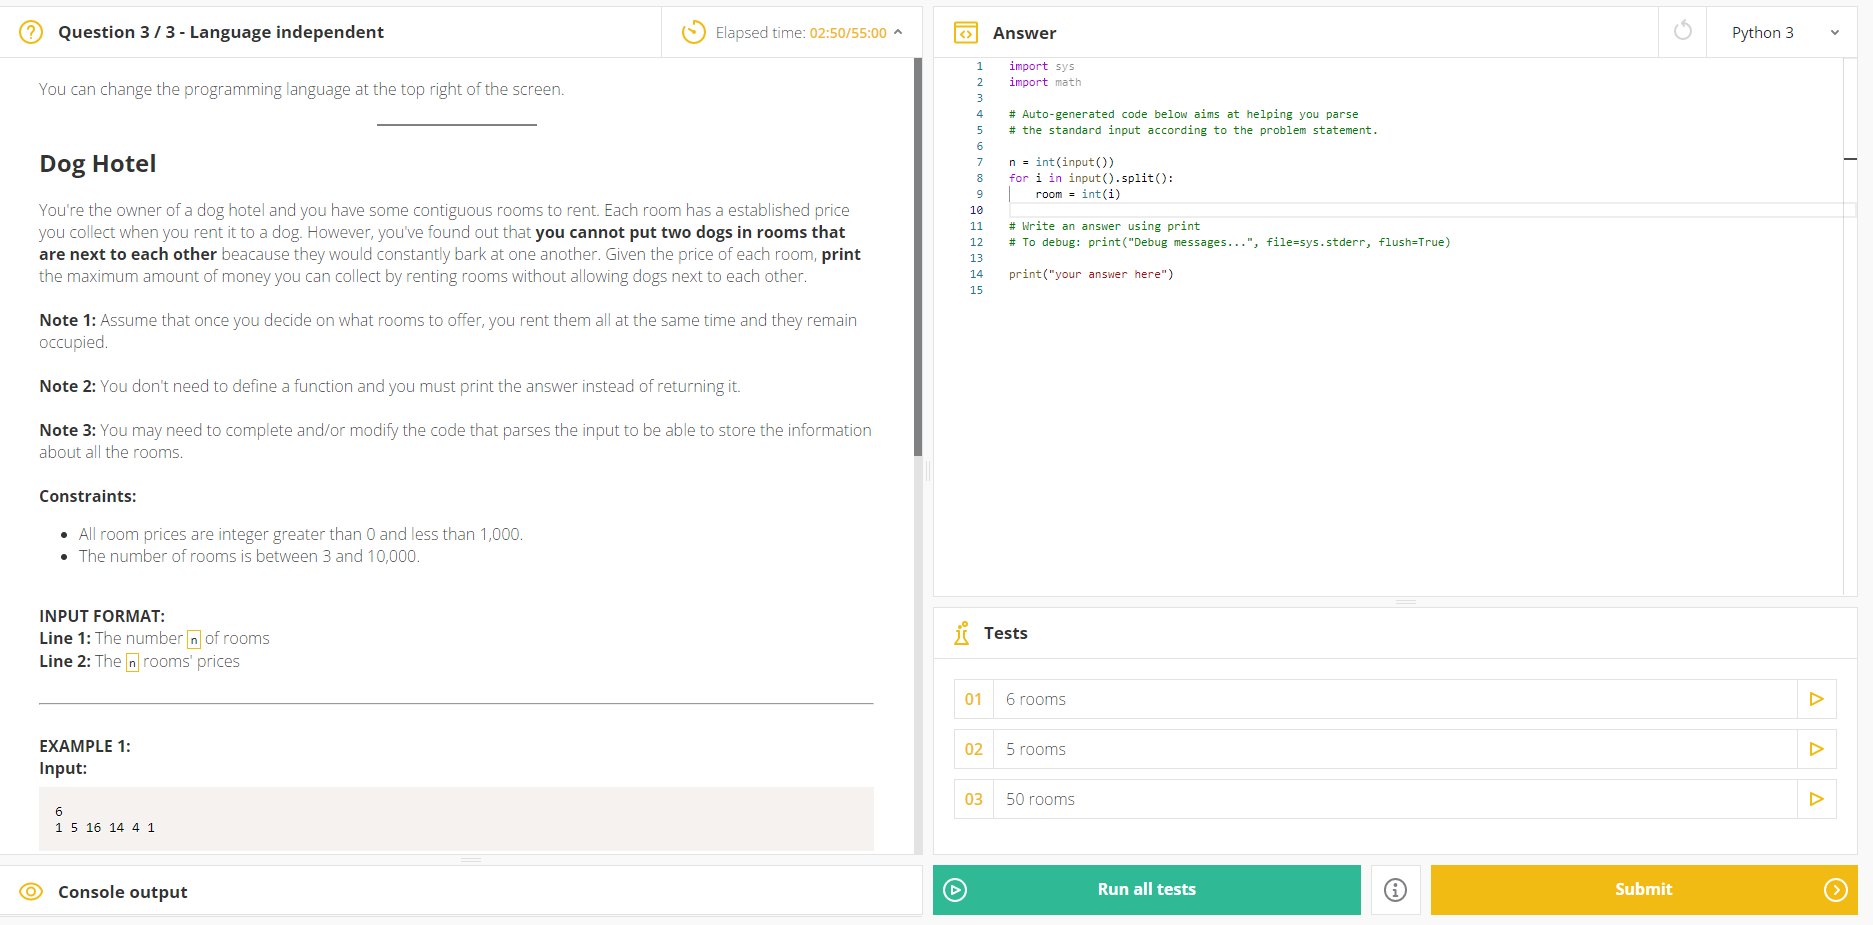 Question 3 / 3 - Language independent
Elapsed time: 02:50/55:00
You can change the programming language at the top right of the screen.
Dog Hotel
You're the owner of a dog hotel and you have some contiguous rooms to rent. Each room has a established price
you collect when you rent it to a dog. However, you've found out that you cannot put two dogs in rooms that
are next to each other beacause they would constantly bark at one another. Given the price of each room, print
the maximum amount of money you can collect by renting rooms without allowing dogs next to each other.
Note 1: Assume that once you decide on what rooms to offer, you rent them all at the same time and they remain
occupied.
Note 2: You don't need to define a function and you must print the answer instead of returning it.
Note 3: You may need to complete and/or modify the code that parses the input to be able to store the information
about all the rooms.
Constraints:
• All room prices are integer greater than 0 and less than 1,000.
• The number of rooms is between 3 and 10,000.
INPUT FORMAT:
Line 1: The number n of rooms
Line 2: The n rooms' prices
EXAMPLE 1:
Input:
6
1 5 16 14 4 1
Console output
Answer
Python 3
1 import sys
2 import math
3
4 # Auto-generated code below aims at helping you parse
5 # the standard input according to the problem statement.
6
7 n = int(input())
8 for i in input().split():
9     room = int(i)
10
11 # Write an answer using print
12 # To debug: print("Debug messages...", file=sys.stderr, flush=True)
13
14 print("your answer here")
15
Tests
01 6 rooms
02 5 rooms
03 50 rooms
Run all tests
Submit